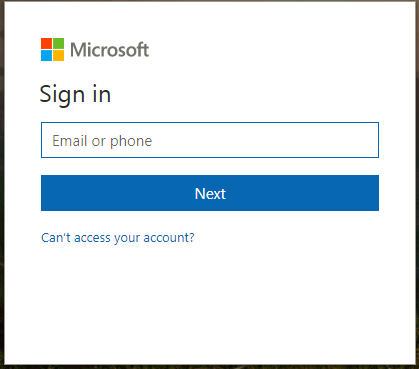 Microsoft
Sign in
Email or phone
Next
Can't access your account?